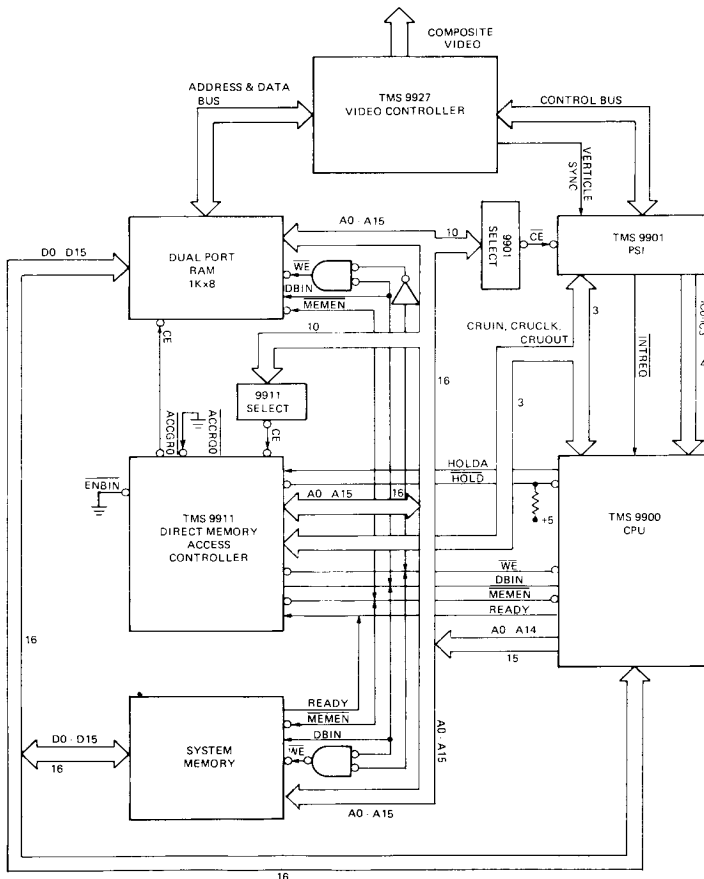 COMPOSITE
VIDEO
TMS 9927
VIDEO CONTROLLER
ADDRESS & DATA
BUS
CONTROL BUS
VERTICLE
SYNC
A0 - A15
10
9901
SELECT
CE
TMS 9901
PSI
D0 - D15
DUAL PORT
RAM
1Kx8
WE
DBIN
MEMEN
10
CE
9911
SELECT
CE
16
CRUIN, CRUCLK,
CRUOUT
3
3
INTREQ
4
ACCGR0
ACCRQ0
ENBIN
TMS 9911
DIRECT MEMORY
ACCESS
CONTROLLER
A0 A15
16
HOLDA
HOLD
+5
TMS 9900
CPU
WE
DBIN
MEMEN
READY
A0 - A14
15
16
READY
MEMEN
DBIN
WE
D0 - D15
16
SYSTEM
MEMORY
A0 - A15
A0 - A15
16